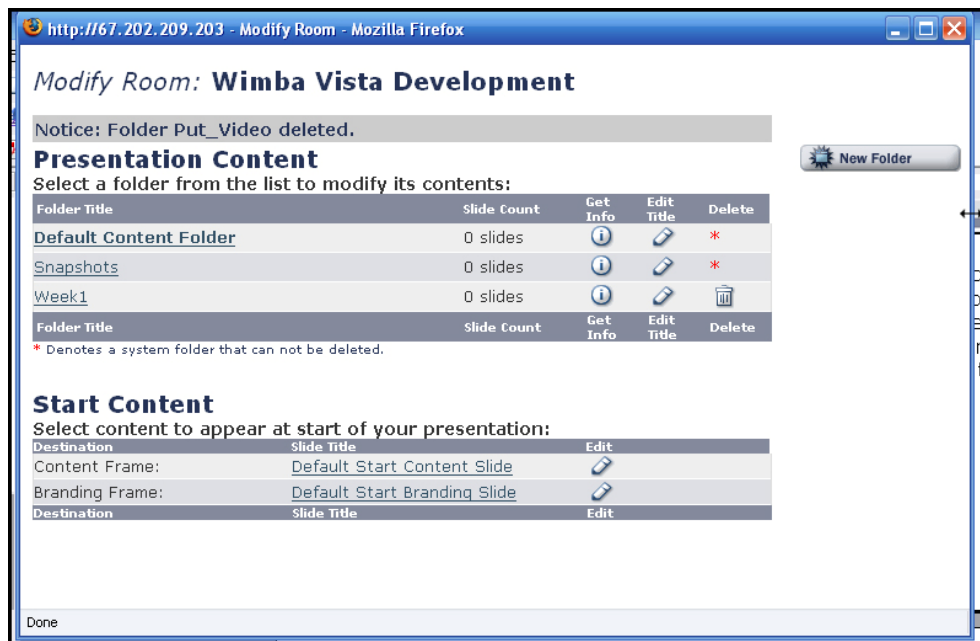 http://67.202.209.203 - Modify Room - Mozilla Firefox
Modify Room: Wimba Vista Development
Notice: Folder Put_Video deleted.
Presentation Content
New Folder
Select a folder from the list to modify its contents:
Folder Title Slide Count Get Info Edit Title Delete
Default Content Folder 0 slides *
Snapshots 0 slides *
Week1 0 slides
Folder Title Slide Count Get Info Edit Title Delete
* Denotes a system folder that can not be deleted.
Start Content
Select content to appear at start of your presentation:
Destination Slide Title Edit
Content Frame: Default Start Content Slide
Branding Frame: Default Start Branding Slide
Destination Slide Title Edit
Done